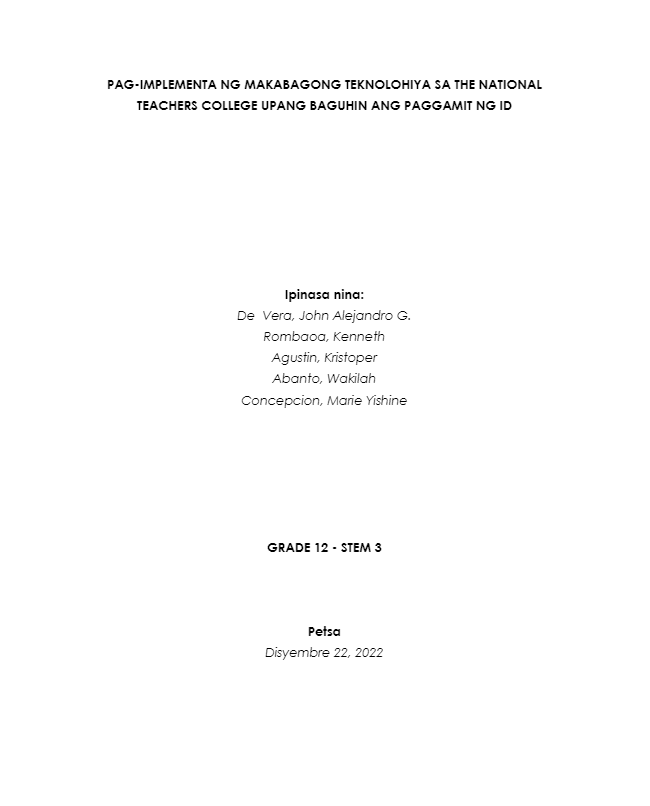 PAG-IMPLEMENTA NG MAKABAGONG TEKNOLOHIYA SA THE NATIONAL
TEACHERS COLLEGE UPANG BAGUHIN ANG PAGGAMIT NG ID
Ipinasa nina:
De  Vera, John Alejandro G.
Rombaoa, Kenneth
Agustin, Kristoper
Abanto, Wakilah
Concepcion, Marie Yishine
GRADE 12 - STEM 3
Petsa
Disyembre 22, 2022